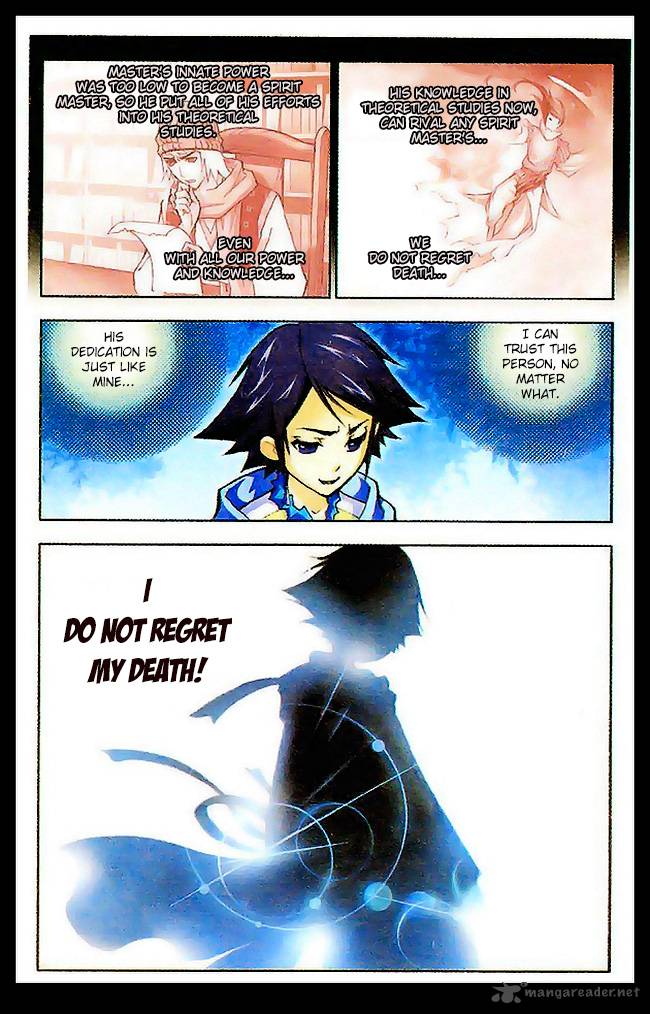 MASTER'S INNATE POWER
WAS TOO LOW TO BECOME A SPIRIT
MASTER, SO HE PUT ALL OF HIS EFFORTS
INTO HIS THEORETICAL
STUDIES.
EVEN
WITH ALL OUR POWER
AND KNOWLEDGE...
HIS KNOWLEDGE IN
THEORETICAL STUDIES NOW,
CAN RIVAL ANY SPIRIT
MASTER'S...
WE
DO NOT REGRET
DEATH...
HIS
DEDICATION IS
JUST LIKE
MINE...
I CAN
TRUST THIS
PERSON, NO
MATTER
WHAT.
I
DO NOT REGRET
MY DEATH!
mangareader.net